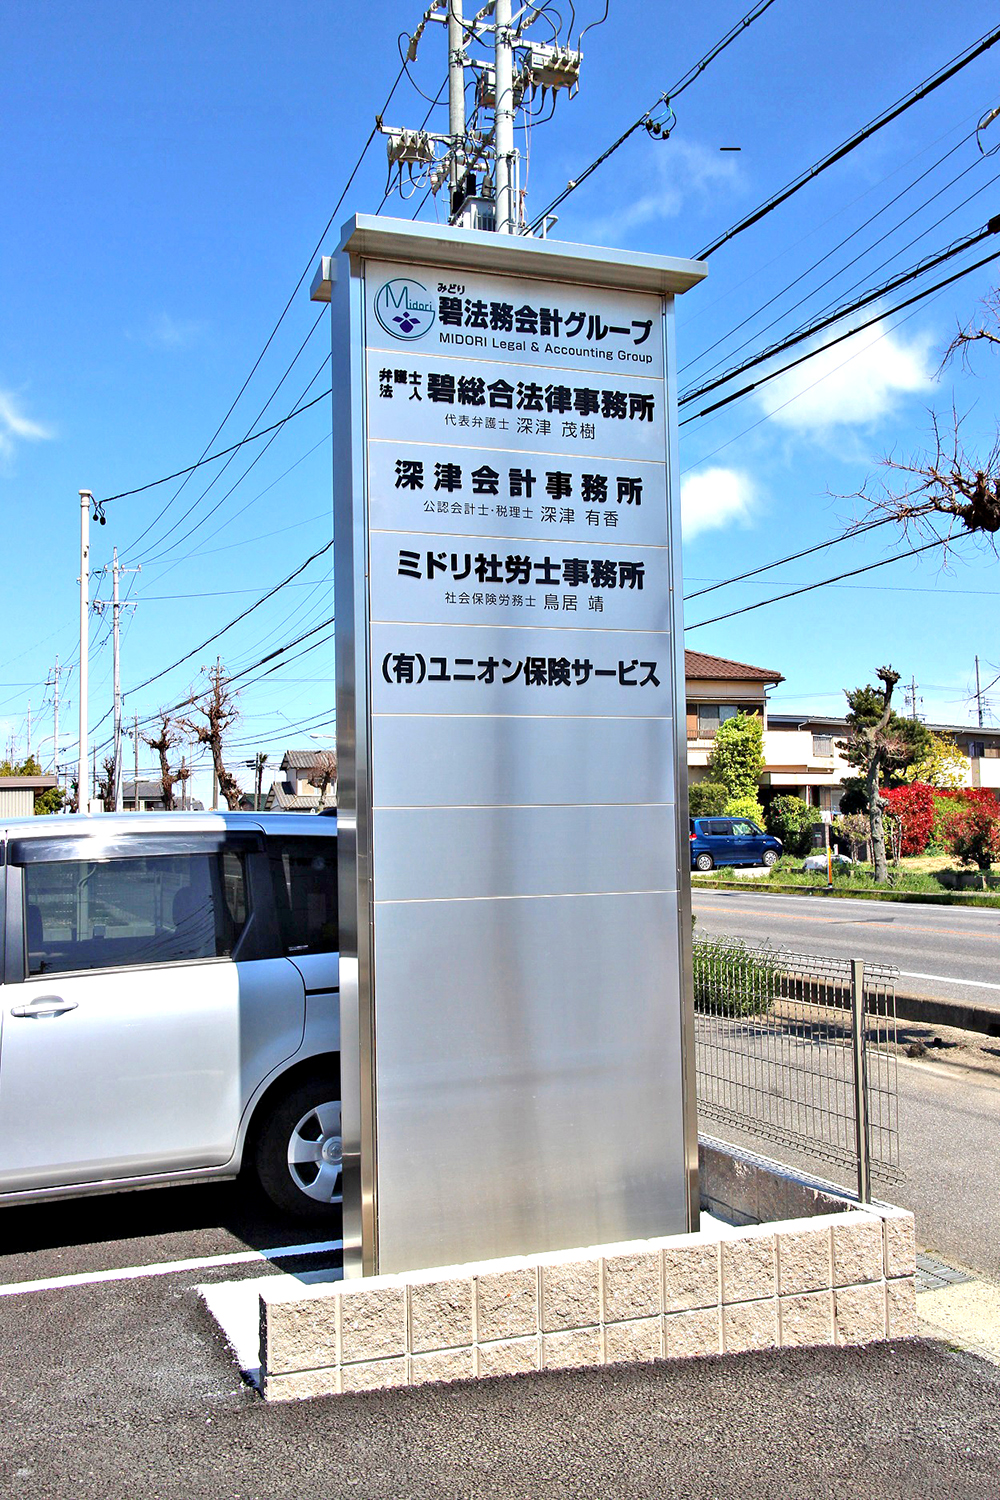 Midori
みどり
碧法務会計グループ
MIDORI Legal & Accounting Group
弁護士
法人 碧総合法律事務所
代表弁護士 深津 茂樹
深津会計事務所
公認会計士・税理士 深津 有香
ミドリ社労士事務所
社会保険労務士 鳥居 靖
(有)ユニオン保険サービス